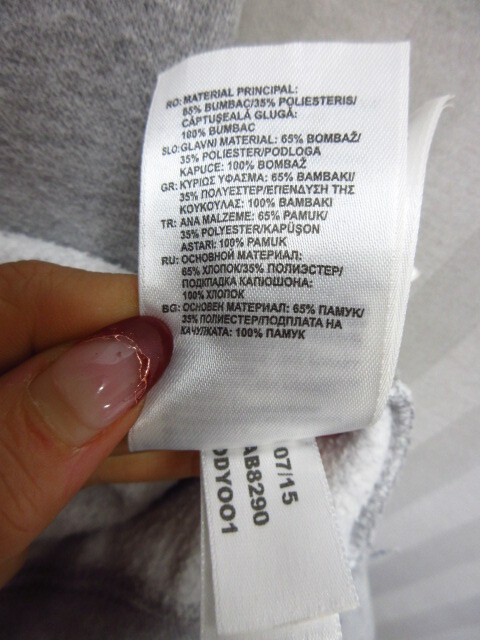 RO: MATERIAL PRINCIPAL:
65% BUMBAC/35% POLIESTERIS/
CĂPTUŞEALĂ GLUGĂ:
100% BUMBAC
SLO: GLAVNI MATERIAL: 65% BOMBAŽ/
35% POLIESTER/PODLOGA
KAPUCE: 100% BOMBAŽ
GR: ΚΥΡΙΩΣ ΥΦΑΣΜΑ: 65% ΒΑΜΒΑΚΙ/
35% ΠΟΛΥΕΣΤΕΡ/ΕΠΕΝΔΥΣΗ ΤΗΣ
ΚΟΥΚΟΥΛΑΣ: 100% ΒΑΜΒΑΚΙ
TR: ANA MALZEME: 65% PAMUK/
35% POLYESTER/KAPÜŞON
ASTARI: 100% PAMUK
RU: ОСНОВНОЙ МАТЕРИАЛ:
65% ХЛОПОК/35% ПОЛИЭСТЕР/
ПОДКЛАДКА КАПЮШОНА:
100% ХЛОПОК
BG: ОСНОВЕН МАТЕРИАЛ: 65% ПАМУК/
35% ПОЛИЕСТЕР/ПОДПЛАТА НА
КАЧУЛКАТА: 100% ПАМУК
07/15
AB8290